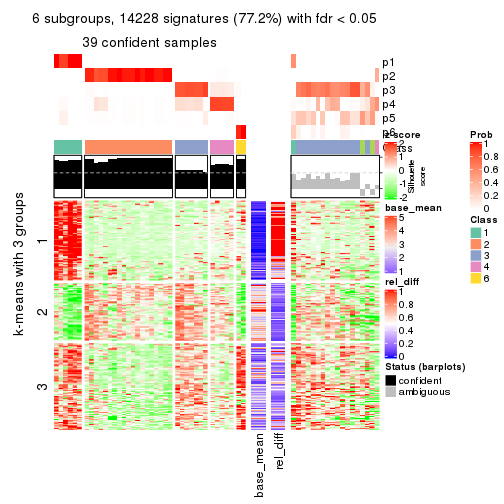 6 subgroups, 14228 signatures (77.2%) with fdr < 0.05
39 confident samples
p1
p2
p3
p4
p5
p6
Class
k-means with 3 groups
1
2
3
z-score
2
1
0
-1
-2
Silhouette
score
base_mean
5
4
3
2
1
rel_diff
1
0.8
0.6
0.4
0.2
0
Status (barplots)
confident
ambiguous
Prob
1
0.8
0.6
0.4
0.2
0
Class
1
2
3
4
6
base_mean
rel_diff